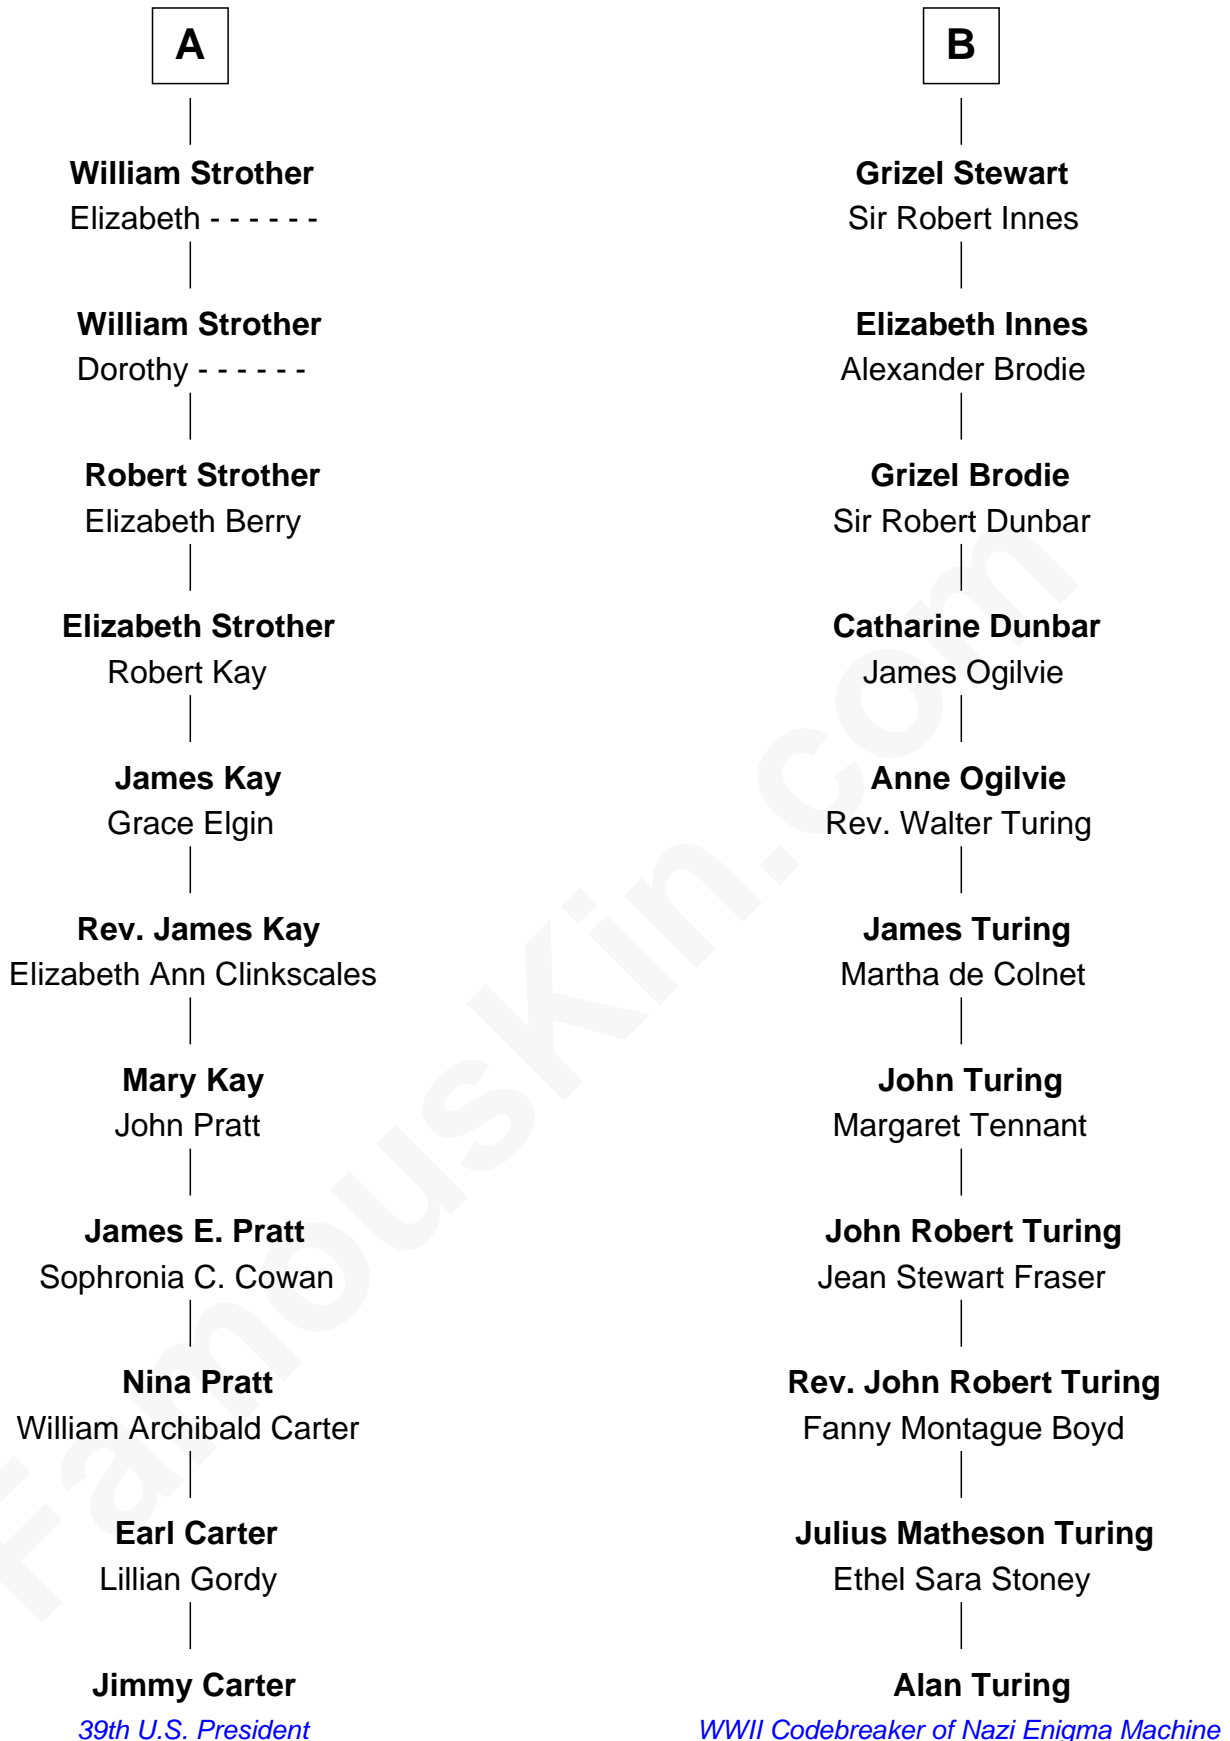 A
William Strother
Elizabeth - - - - - -
William Strother
Dorothy - - - - - -
Robert Strother
Elizabeth Berry
Elizabeth Strother
Robert Kay
James Kay
Grace Elgin
Rev. James Kay
Elizabeth Ann Clinkscales
Mary Kay
John Pratt
James E. Pratt
Sophronia C. Cowan
Nina Pratt
William Archibald Carter
Earl Carter
Lillian Gordy
Jimmy Carter
39th U.S. President
B
Grizel Stewart
Sir Robert Innes
Elizabeth Innes
Alexander Brodie
Grizel Brodie
Sir Robert Dunbar
Catharine Dunbar
James Ogilvie
Anne Ogilvie
Rev. Walter Turing
James Turing
Martha de Colnet
John Turing
Margaret Tennant
John Robert Turing
Jean Stewart Fraser
Rev. John Robert Turing
Fanny Montague Boyd
Julius Matheson Turing
Ethel Sara Stoney
Alan Turing
WWII Codebreaker of Nazi Enigma Machine
FamousKin.com